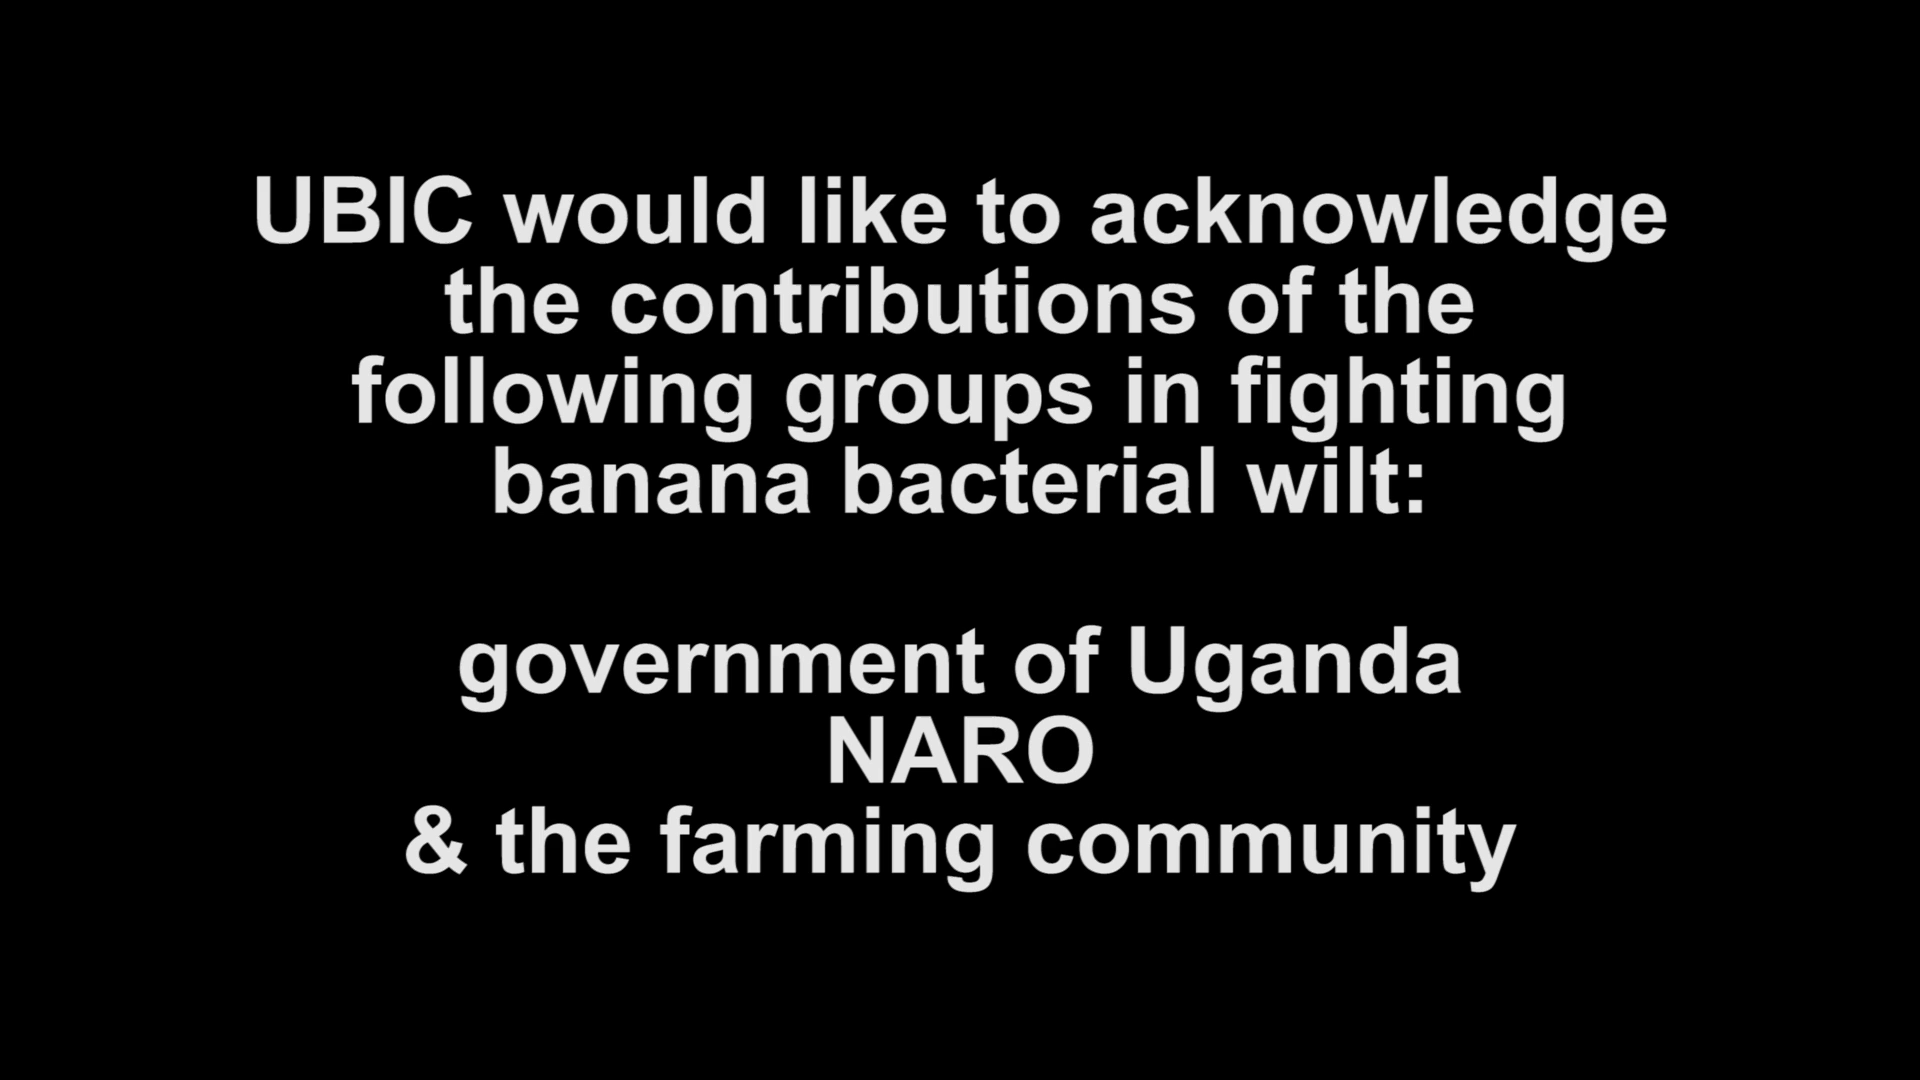 UBIC would like to acknowledge
the contributions of the
following groups in fighting
banana bacterial wilt:
government of Uganda
NARO
& the farming community